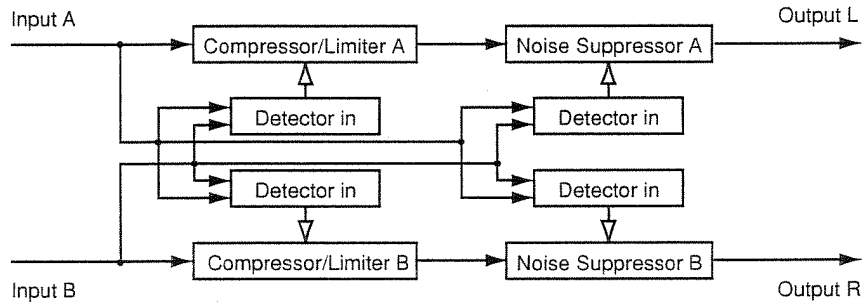 Input A
Output L
Compressor/Limiter A
Noise Suppressor A
Detector in
Detector in
Detector in
Detector in
Compressor/Limiter B
Noise Suppressor B
Input B
Output R